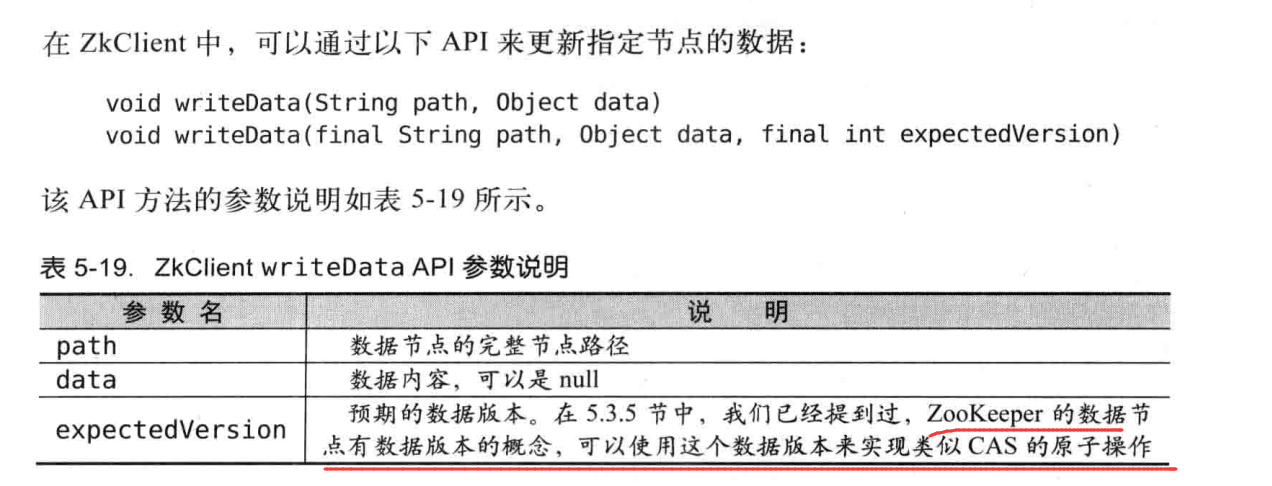 在 ZkClient 中，可以通过以下 API 来更新指定节点的数据：
void writeData(String path, Object data)
void writeData(final String path, Object data, final int expectedVersion)
该 API 方法的参数说明如表 5-19 所示。
表 5-19. ZkClient writeData API 参数说明
参 数 名 说 明
path 数据节点的完整节点路径
data 数据内容，可以是 null
expectedVersion 预期的数据版本。在 5.3.5 节中，我们已经提到过，ZooKeeper 的数据节
点有数据版本的概念，可以使用这个数据版本来实现类似 CAS 的原子操作